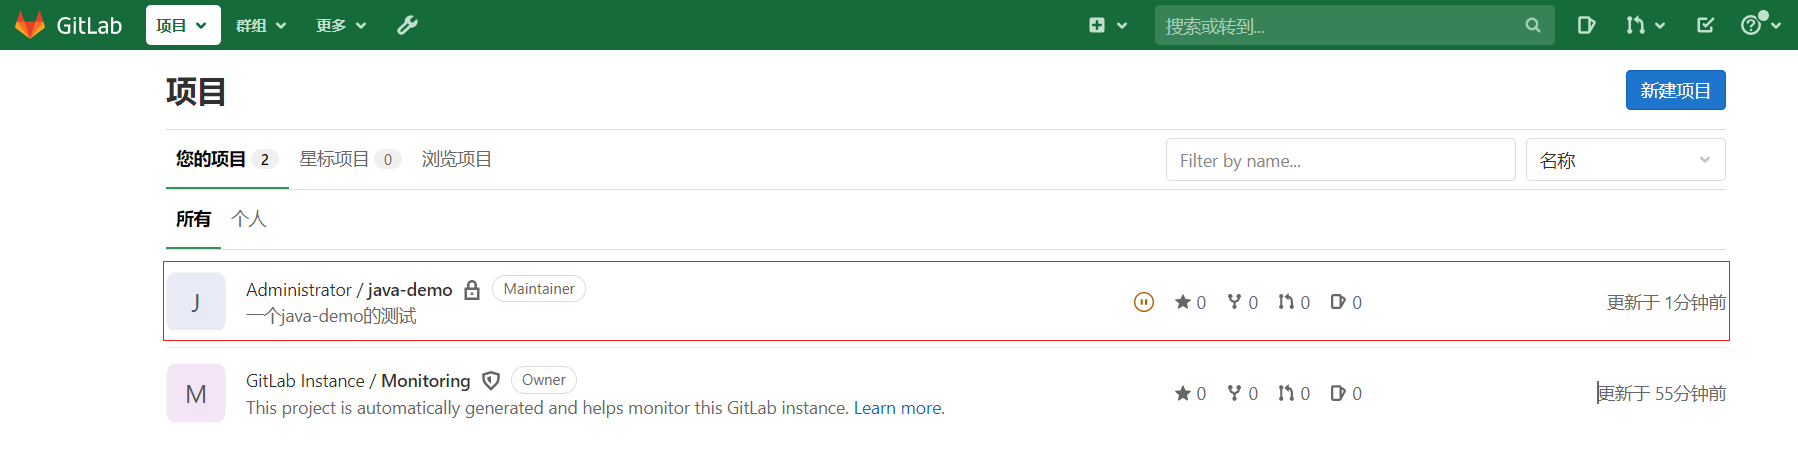 GitLab 项目 群组 更多 搜索或转到...
项目 新建项目
您的项目 2 星标项目 0 浏览项目 Filter by name... 名称
所有 个人
J Administrator / java-demo Maintainer 0 0 0 0 更新于 1分钟前
一个java-demo的测试
M GitLab Instance / Monitoring Owner 0 0 0 0 更新于 55分钟前
This project is automatically generated and helps monitor this GitLab instance. Learn more.